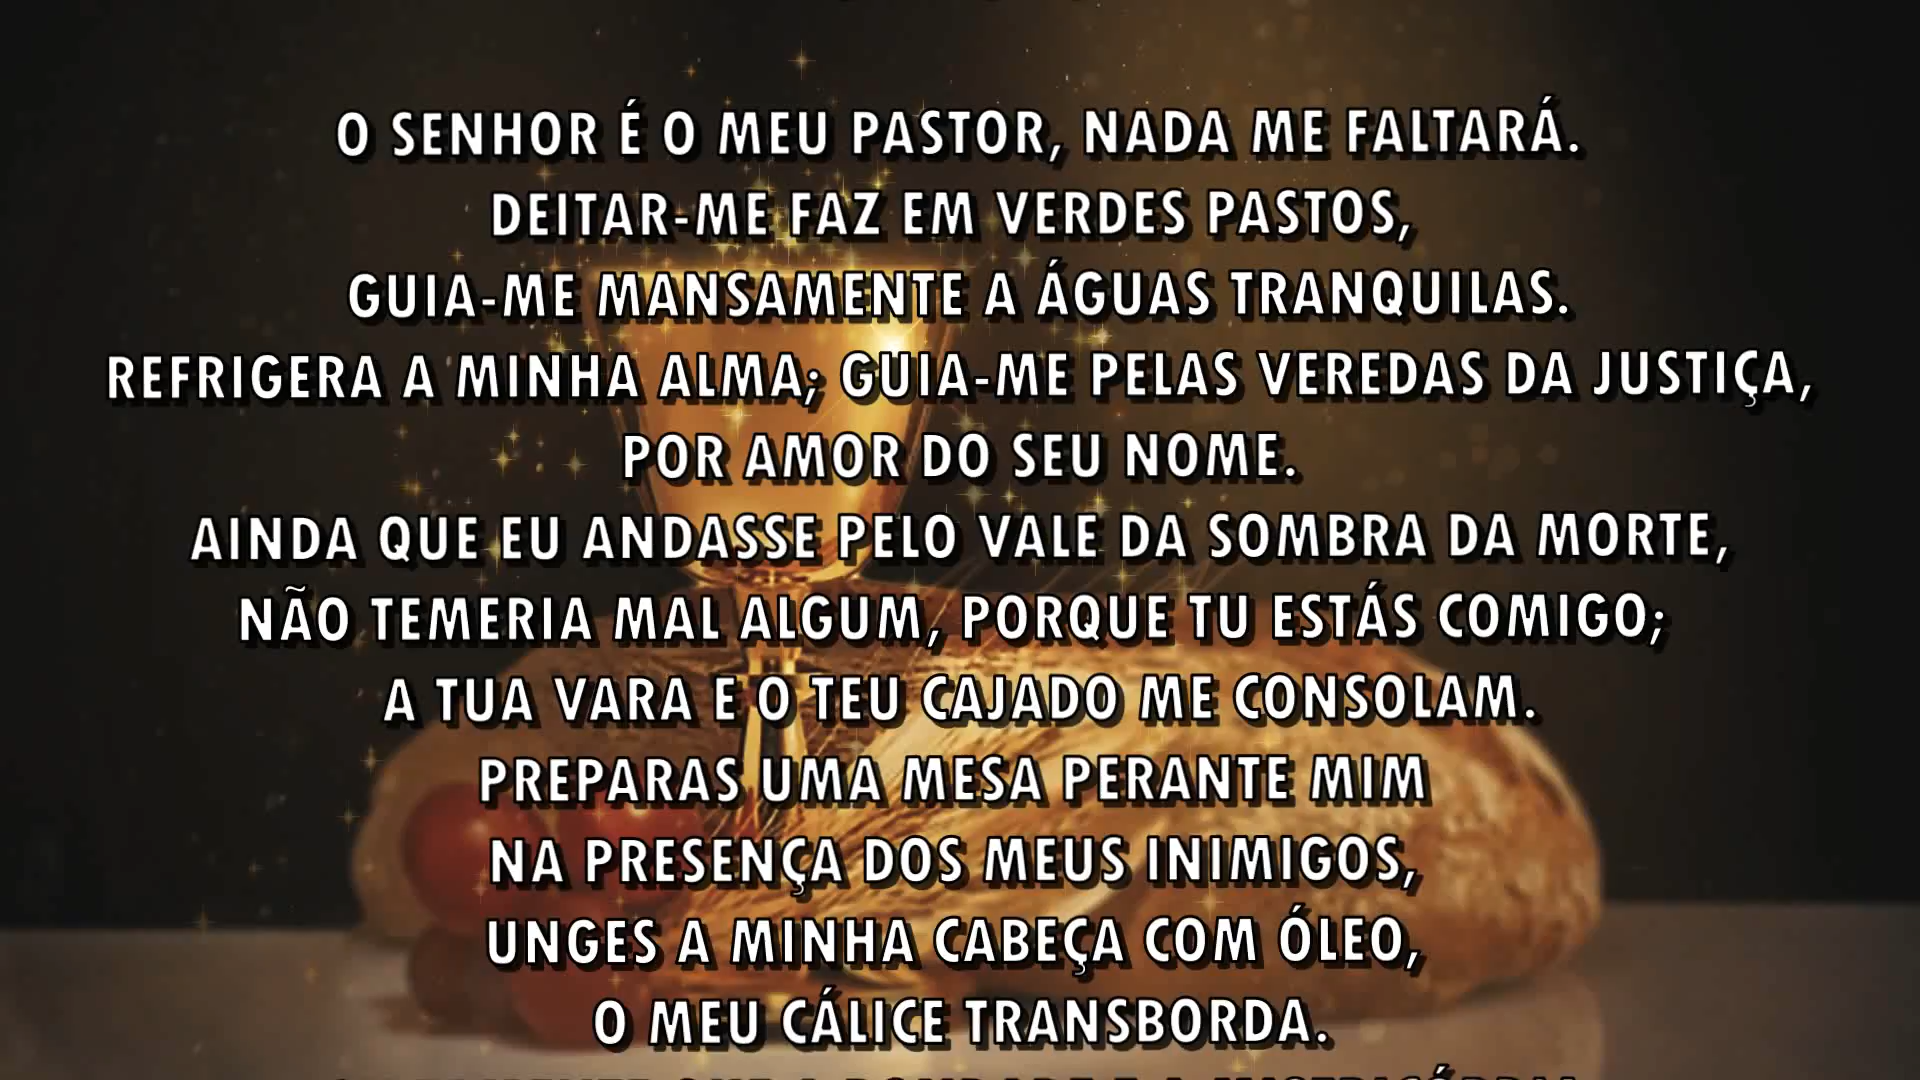 O SENHOR É O MEU PASTOR, NADA ME FALTARÁ.
DEITAR-ME FAZ EM VERDES PASTOS,
GUIA-ME MANSAMENTE A ÁGUAS TRANQUILAS.
REFRIGERA A MINHA ALMA; GUIA-ME PELAS VEREDAS DA JUSTIÇA,
POR AMOR DO SEU NOME.
AINDA QUE EU ANDASSE PELO VALE DA SOMBRA DA MORTE,
NÃO TEMERIA MAL ALGUM, PORQUE TU ESTÁS COMIGO;
A TUA VARA E O TEU CAJADO ME CONSOLAM.
PREPARAS UMA MESA PERANTE MIM
NA PRESENÇA DOS MEUS INIMIGOS,
UNGES A MINHA CABEÇA COM ÓLEO,
O MEU CÁLICE TRANSBORDA.